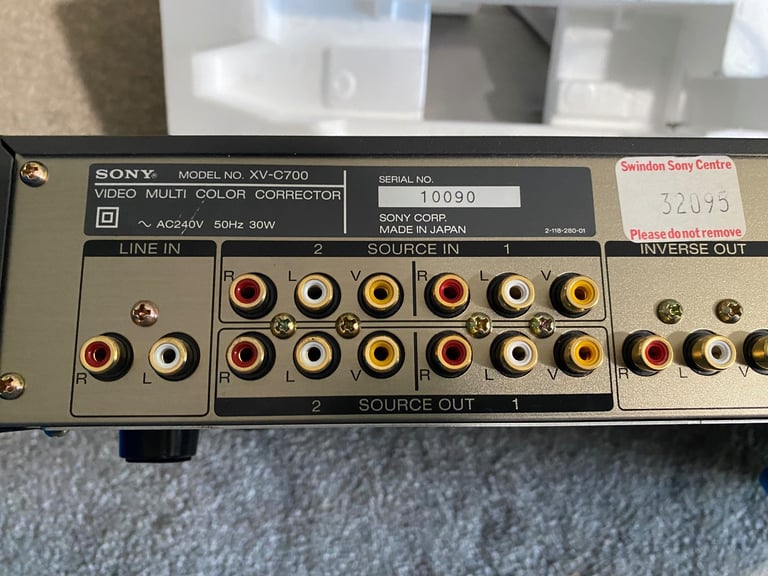 SONY® MODEL NO. XV-C700
VIDEO MULTI COLOR CORRECTOR
~ AC240V 50Hz 30W
SERIAL NO.
10090
SONY CORP.
MADE IN JAPAN
2-118-280-01
Swindon Sony Centre
32095
Please do not remove
LINE IN
2 SOURCE IN 1
INVERSE OUT
R L V R L V
R L
R L V R L V
R L V
2 SOURCE OUT 1